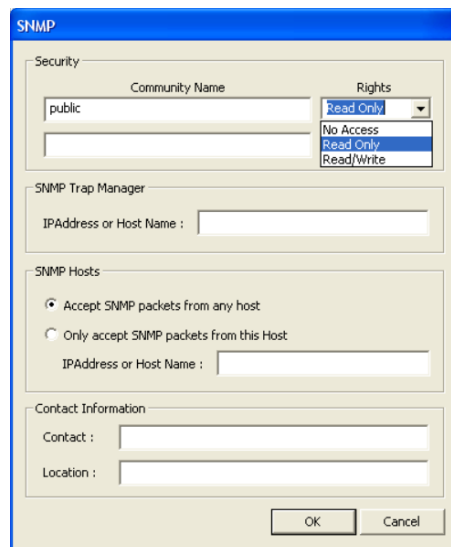 SNMP
Security
Community Name Rights
public Read Only
No Access
Read Only
Read/Write
SNMP Trap Manager
IPAddress or Host Name :
SNMP Hosts
Accept SNMP packets from any host
Only accept SNMP packets from this Host
IPAddress or Host Name :
Contact Information
Contact :
Location :
OK Cancel